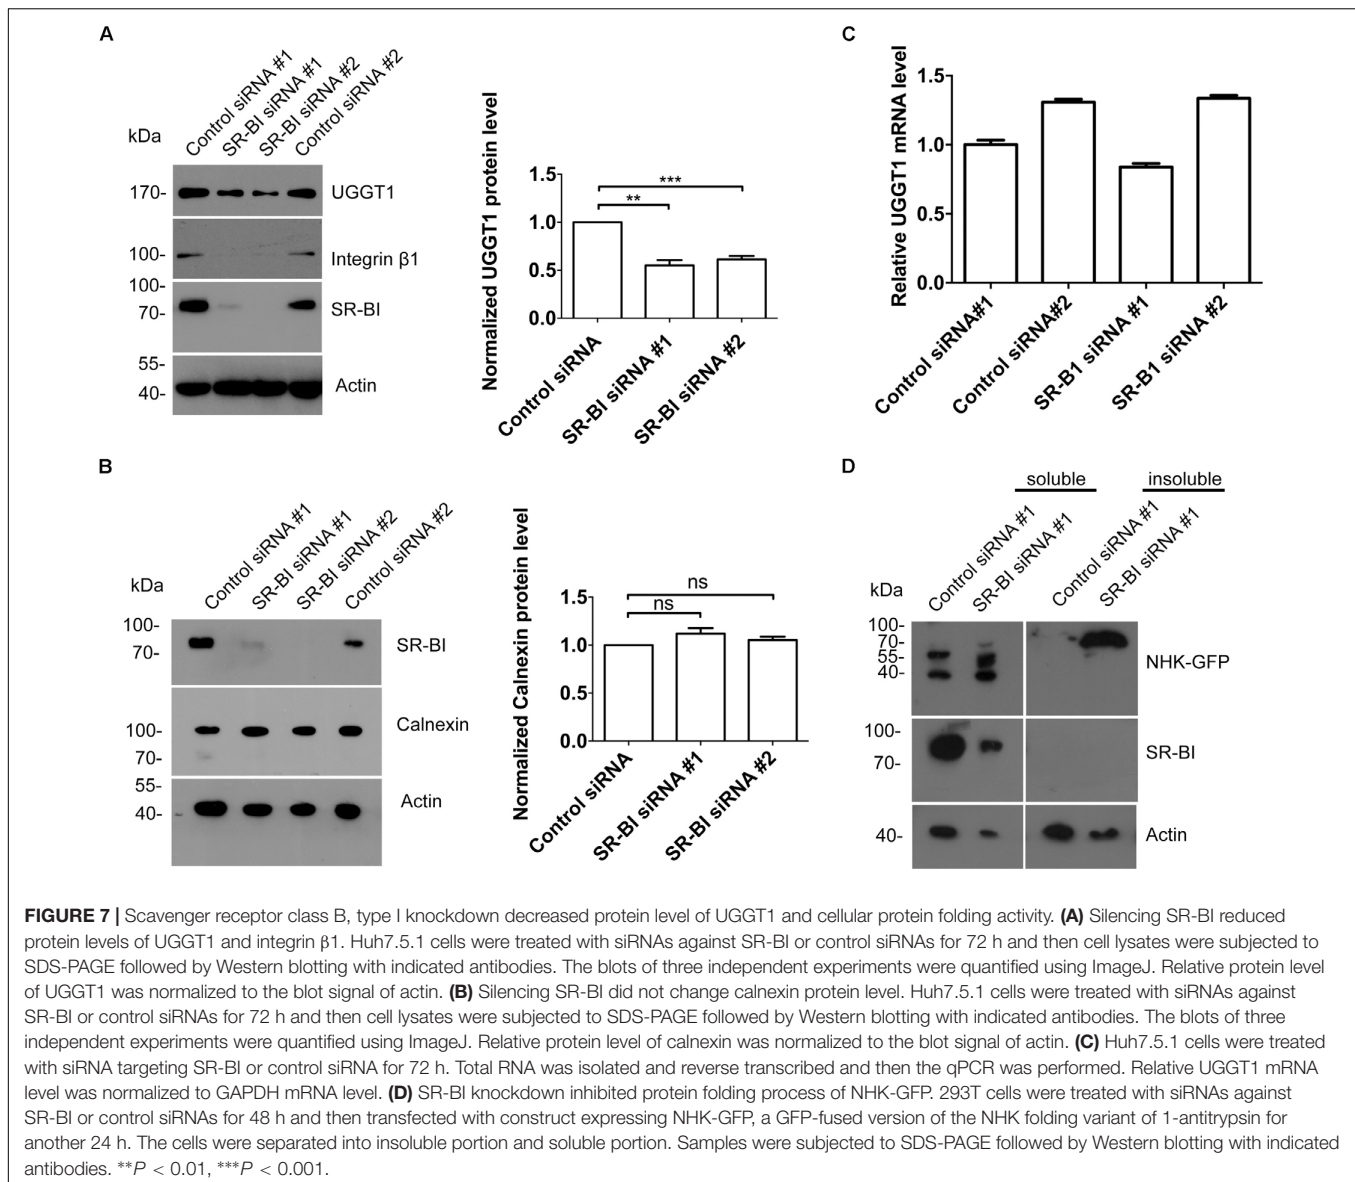 A
Control siRNA #1
SR-BI siRNA #1
SR-BI siRNA #2
Control siRNA #2
kDa
170-
UGGT1
100-
Integrin β1
100-
70-
SR-BI
55-
40-
Actin
Normalized UGGT1 protein level
1.5
1.0
0.5
0.0
**
***
Control siRNA
SR-BI siRNA #1
SR-BI siRNA #2
C
Relative UGGT1 mRNA level
1.5
1.0
0.5
0.0
Control siRNA#1
Control siRNA#2
SR-B1 siRNA #1
SR-B1 siRNA #2
B
Control siRNA #1
SR-BI siRNA #1
SR-BI siRNA #2
Control siRNA #2
kDa
100-
70-
SR-BI
100-
70-
Calnexin
55-
40-
Actin
Normalized Calnexin protein level
1.5
1.0
0.5
0.0
ns
ns
Control siRNA
SR-BI siRNA #1
SR-BI siRNA #2
D
soluble
insoluble
Control siRNA #1
SR-BI siRNA #1
Control siRNA #1
SR-BI siRNA #1
kDa
100-
70-
55-
40-
NHK-GFP
100-
70-
SR-BI
40-
Actin
FIGURE 7 | Scavenger receptor class B, type I knockdown decreased protein level of UGGT1 and cellular protein folding activity. (A) Silencing SR-BI reduced
protein levels of UGGT1 and integrin β1. Huh7.5.1 cells were treated with siRNAs against SR-BI or control siRNAs for 72 h and then cell lysates were subjected to
SDS-PAGE followed by Western blotting with indicated antibodies. The blots of three independent experiments were quantified using ImageJ. Relative protein level
of UGGT1 was normalized to the blot signal of actin. (B) Silencing SR-BI did not change calnexin protein level. Huh7.5.1 cells were treated with siRNAs against
SR-BI or control siRNAs for 72 h and then cell lysates were subjected to SDS-PAGE followed by Western blotting with indicated antibodies. The blots of three
independent experiments were quantified using ImageJ. Relative protein level of calnexin was normalized to the blot signal of actin. (C) Huh7.5.1 cells were treated
with siRNA targeting SR-BI or control siRNA for 72 h. Total RNA was isolated and reverse transcribed and then the qPCR was performed. Relative UGGT1 mRNA
level was normalized to GAPDH mRNA level. (D) SR-BI knockdown inhibited protein folding process of NHK-GFP. 293T cells were treated with siRNAs against
SR-BI or control siRNAs for 48 h and then transfected with construct expressing NHK-GFP, a GFP-fused version of the NHK folding variant of 1-antitrypsin for
another 24 h. The cells were separated into insoluble portion and soluble portion. Samples were subjected to SDS-PAGE followed by Western blotting with indicated
antibodies. **P < 0.01, ***P < 0.001.